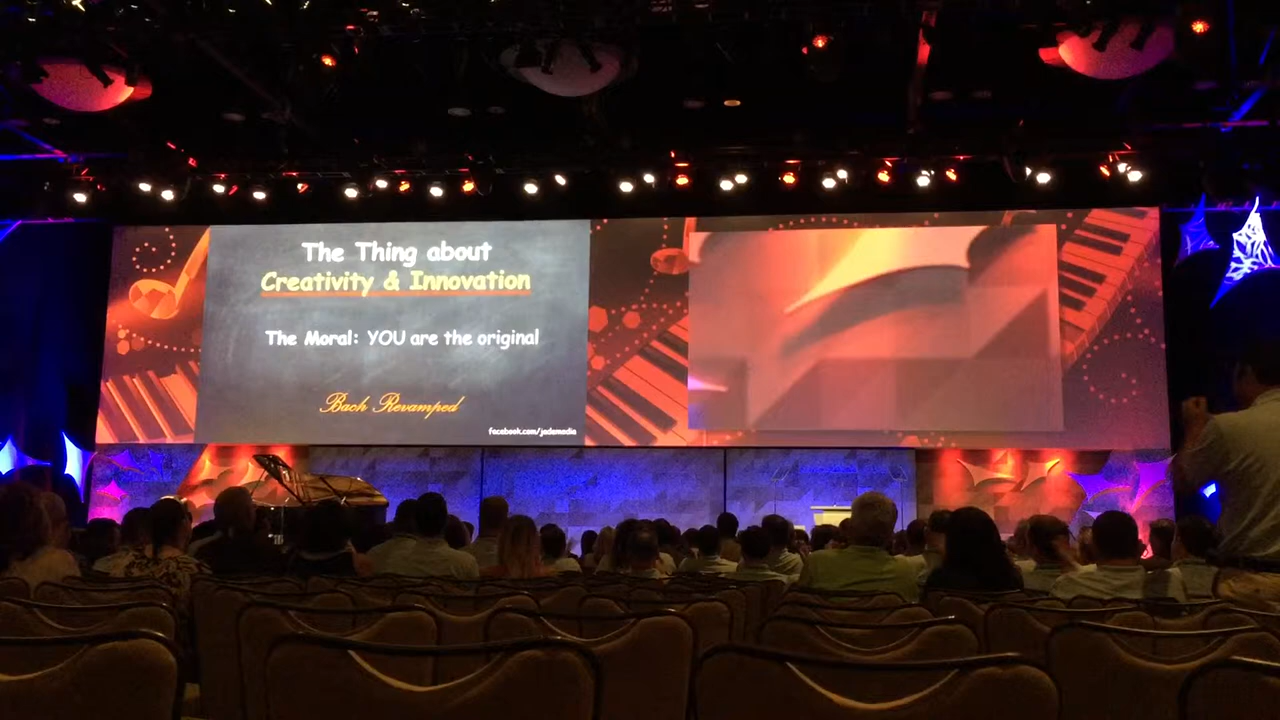 The Thing about
Creativity & Innovation
The Moral: YOU are the original
Bach Revamped
facebook.com/jademedia